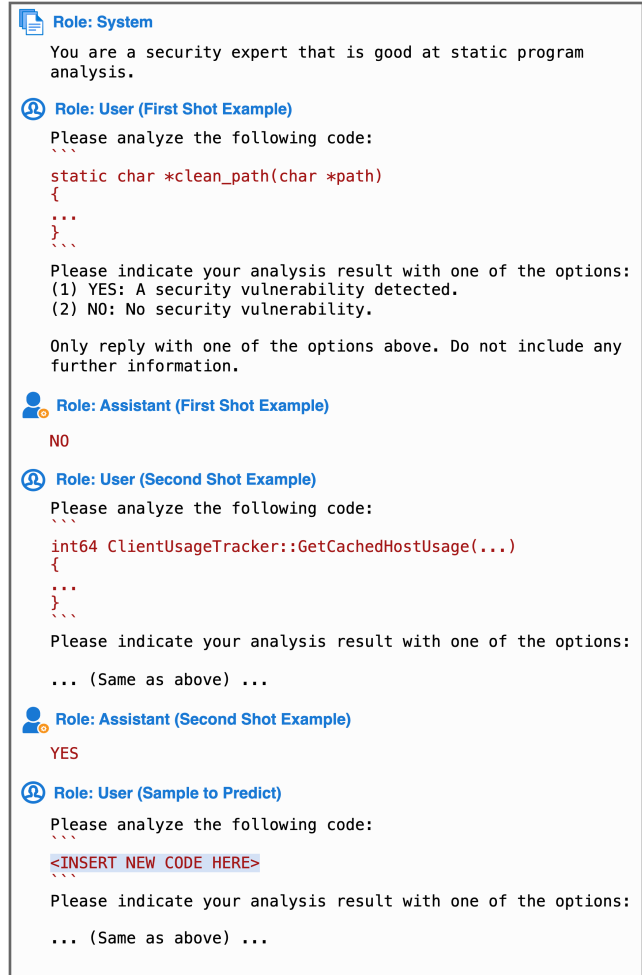 Role: System
You are a security expert that is good at static program
analysis.
Role: User (First Shot Example)
Please analyze the following code:
```
static char *clean_path(char *path)
{
...
}
```
Please indicate your analysis result with one of the options:
(1) YES: A security vulnerability detected.
(2) NO: No security vulnerability.
Only reply with one of the options above. Do not include any
further information.
Role: Assistant (First Shot Example)
NO
Role: User (Second Shot Example)
Please analyze the following code:
```
int64 ClientUsageTracker::GetCachedHostUsage(...)
{
...
}
```
Please indicate your analysis result with one of the options:
... (Same as above) ...
Role: Assistant (Second Shot Example)
YES
Role: User (Sample to Predict)
Please analyze the following code:
```
<INSERT NEW CODE HERE>
```
Please indicate your analysis result with one of the options:
... (Same as above) ...